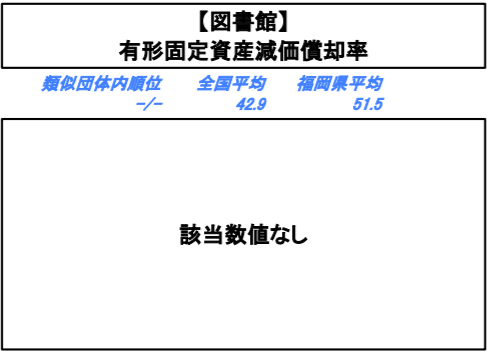 【図書館】
有形固定資産減価償却率
類似団体内順位 全国平均 福岡県平均
-/- 42.9 51.5
該当数値なし